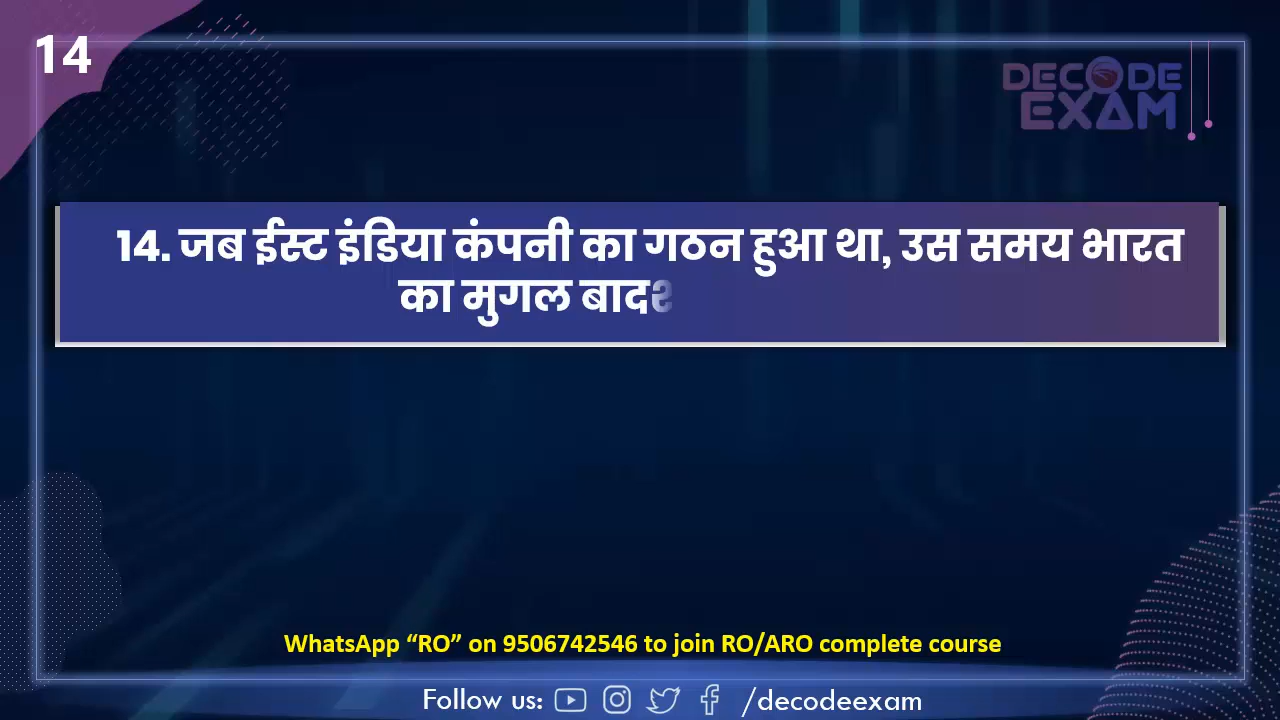 14
DECODE
EXAM
14. जब ईस्ट इंडिया कंपनी का गठन हुआ था, उस समय भारत
का मुगल
WhatsApp “RO” on 9506742546 to join RO/ARO complete course
Follow us: /decodeexam